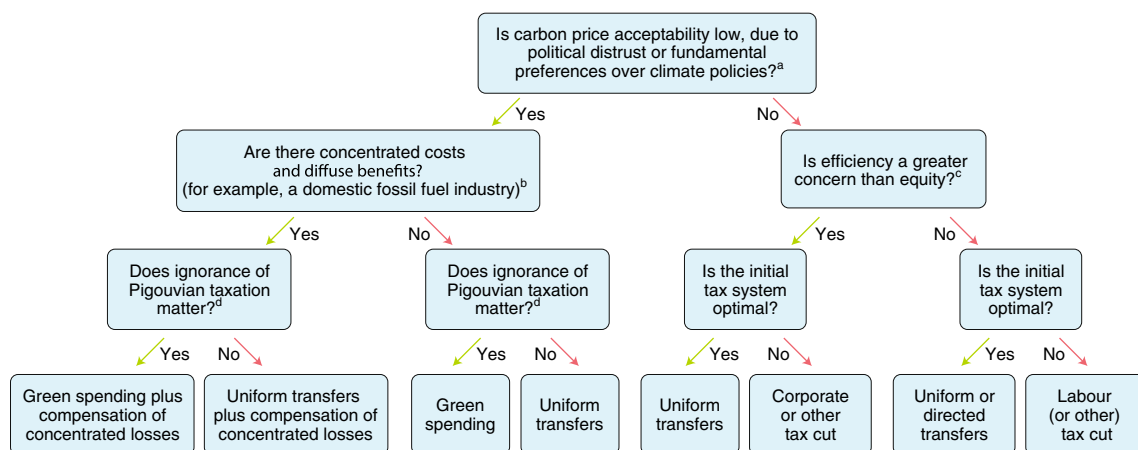 Is carbon price acceptability low, due to
political distrust or fundamental
preferences over climate policies?a
Yes
No
Are there concentrated costs
and diffuse benefits?
(for example, a domestic fossil fuel industry)b
Is efficiency a greater
concern than equity?c
Yes
No
Yes
No
Does ignorance of
Pigouvian taxation
matter?d
Does ignorance of
Pigouvian taxation
matter?d
Is the initial
tax system
optimal?
Is the initial
tax system
optimal?
Yes
No
Yes
No
Yes
No
Yes
No
Green spending plus
compensation of
concentrated losses
Uniform transfers
plus compensation of
concentrated losses
Green
spending
Uniform
transfers
Uniform
transfers
Corporate
or other
tax cut
Uniform or
directed
transfers
Labour
(or other)
tax cut